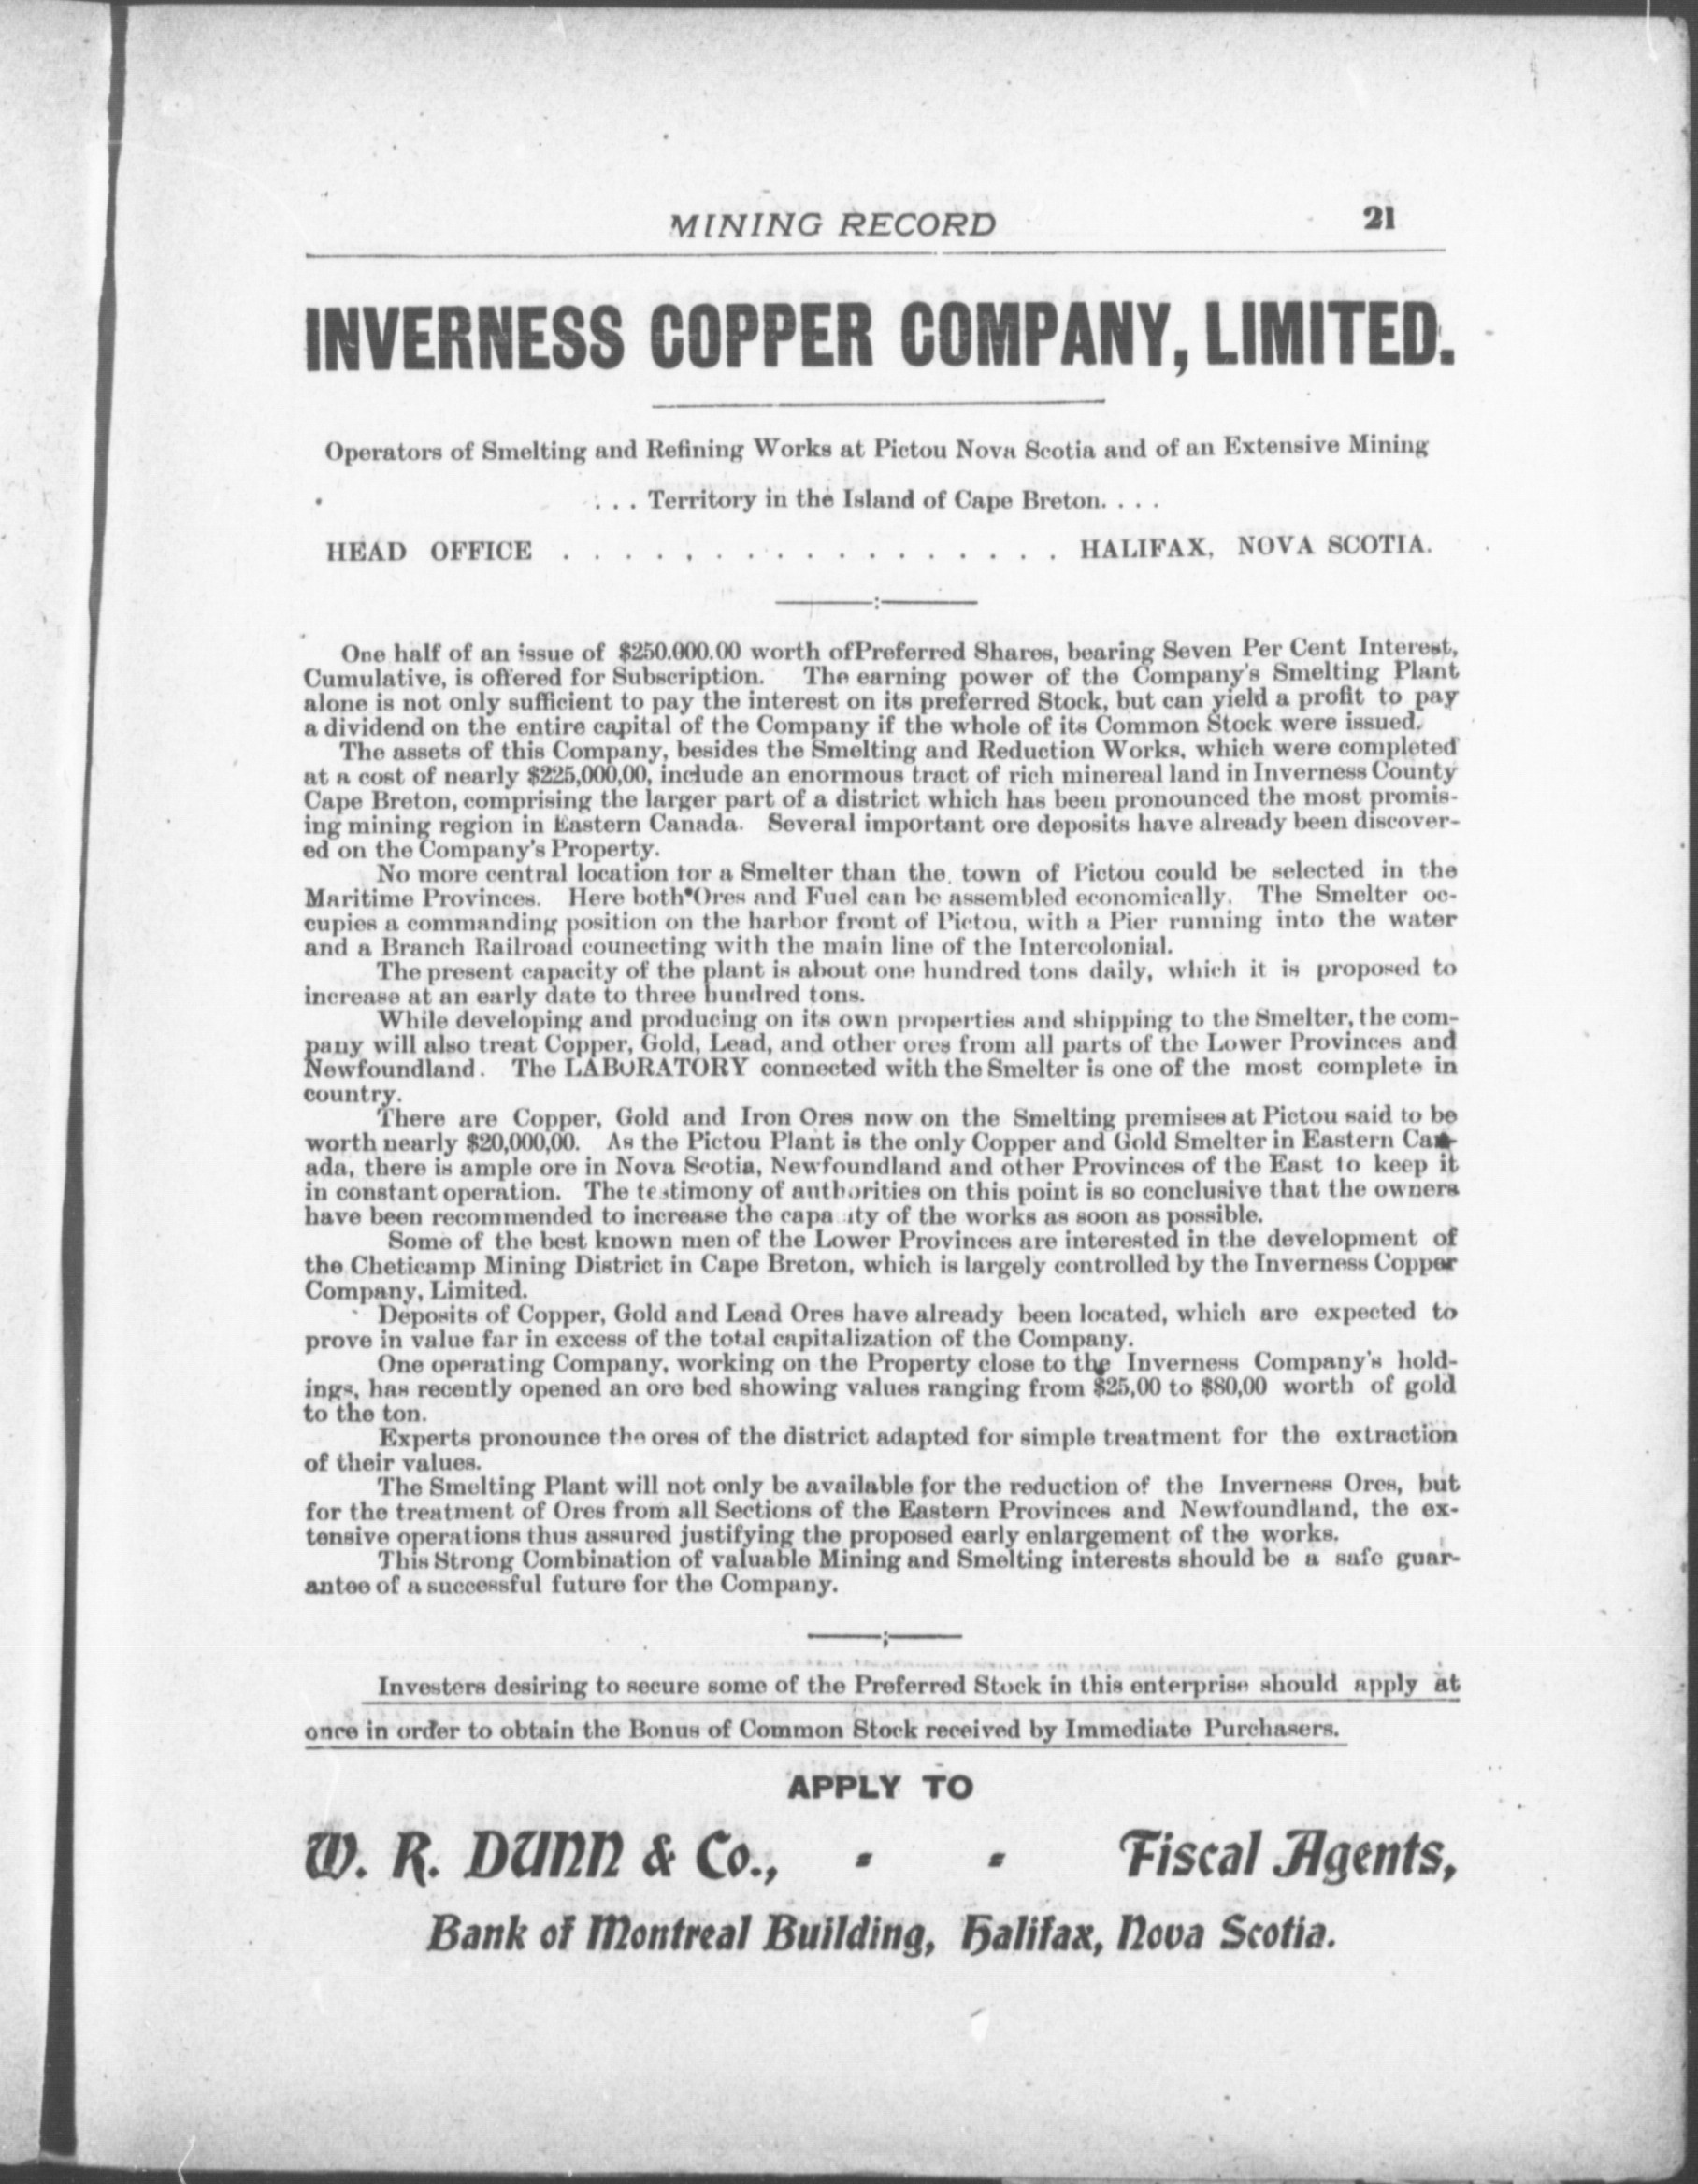 MINING RECORD 21
INVERNESS COPPER COMPANY, LIMITED.
Operators of Smelting and Refining Works at Pictou Nova Scotia and of an Extensive Mining
. . . Territory in the Island of Cape Breton. . . .
HEAD OFFICE . . . . . . . . . . . . . . . . . HALIFAX, NOVA SCOTIA.
One half of an issue of $250.000.00 worth ofPreferred Shares, bearing Seven Per Cent Interest,
Cumulative, is offered for Subscription. The earning power of the Company's Smelting Plant
alone is not only sufficient to pay the interest on its preferred Stock, but can yield a profit to pay
a dividend on the entire capital of the Company if the whole of its Common Stock were issued.
The assets of this Company, besides the Smelting and Reduction Works, which were completed
at a cost of nearly $225,000,00, include an enormous tract of rich minereal land in Inverness County
Cape Breton, comprising the larger part of a district which has been pronounced the most promis-
ing mining region in Eastern Canada. Several important ore deposits have already been discover-
ed on the Company's Property.
No more central location tor a Smelter than the town of Pictou could be selected in the
Maritime Provinces. Here both Ores and Fuel can be assembled economically. The Smelter oc-
cupies a commanding position on the harbor front of Pictou, with a Pier running into the water
and a Branch Railroad counecting with the main line of the Intercolonial.
The present capacity of the plant is about one hundred tons daily, which it is proposed to
increase at an early date to three hundred tons.
While developing and producing on its own properties and shipping to the Smelter, the com-
pany will also treat Copper, Gold, Lead, and other ores from all parts of the Lower Provinces and
Newfoundland. The LABORATORY connected with the Smelter is one of the most complete in
country.
There are Copper, Gold and Iron Ores now on the Smelting premises at Pictou said to be
worth nearly $20,000,00. As the Pictou Plant is the only Copper and Gold Smelter in Eastern Can-
ada, there is ample ore in Nova Scotia, Newfoundland and other Provinces of the East to keep it
in constant operation. The testimony of authorities on this point is so conclusive that the owners
have been recommended to increase the capacity of the works as soon as possible.
Some of the best known men of the Lower Provinces are interested in the development of
the Cheticamp Mining District in Cape Breton, which is largely controlled by the Inverness Copper
Company, Limited.
Deposits of Copper, Gold and Lead Ores have already been located, which are expected to
prove in value far in excess of the total capitalization of the Company.
One operating Company, working on the Property close to the Inverness Company's hold-
ings, has recently opened an ore bed showing values ranging from $25,00 to $80,00 worth of gold
to the ton.
Experts pronounce the ores of the district adapted for simple treatment for the extraction
of their values.
The Smelting Plant will not only be available for the reduction of the Inverness Ores, but
for the treatment of Ores from all Sections of the Eastern Provinces and Newfoundland, the ex-
tensive operations thus assured justifying the proposed early enlargement of the works.
This Strong Combination of valuable Mining and Smelting interests should be a safe guar-
antee of a successful future for the Company.
Investors desiring to secure some of the Preferred Stock in this enterprise should apply at
once in order to obtain the Bonus of Common Stock received by Immediate Purchasers.
APPLY TO
W. R. DUNN & Co., - - Fiscal Agents,
Bank of Montreal Building, Halifax, Nova Scotia.